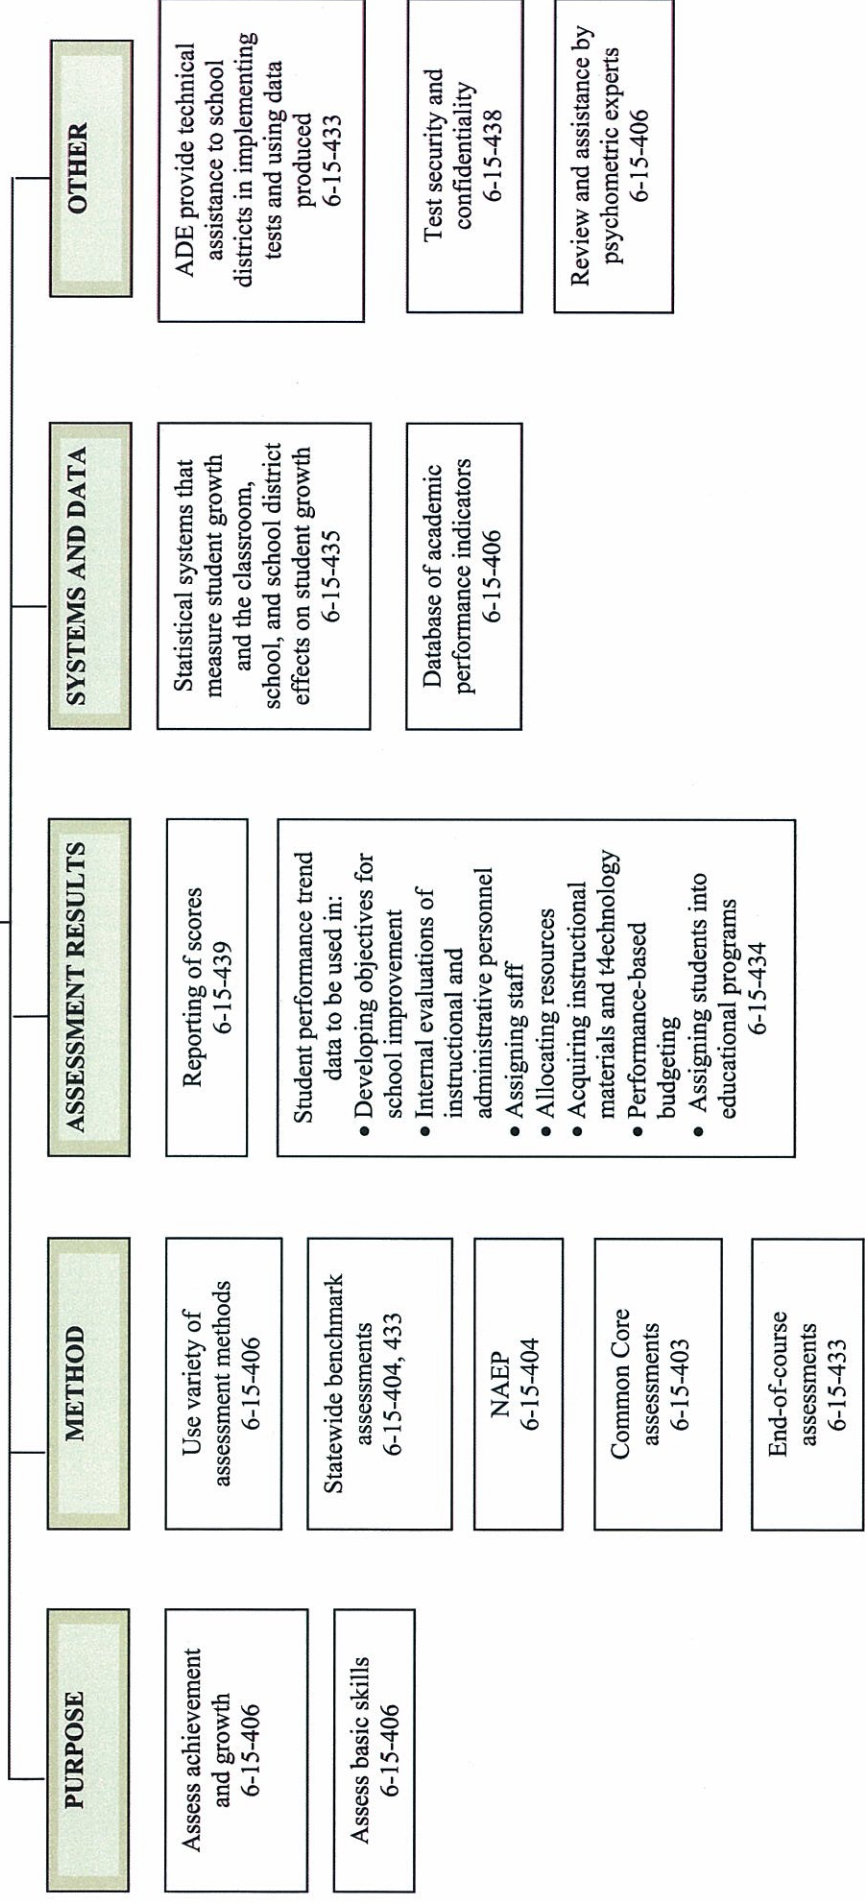 PURPOSE
Assess achievement
and growth
6-15-406
Assess basic skills
6-15-406
METHOD
Use variety of
assessment methods
6-15-406
Statewide benchmark
assessments
6-15-404, 433
NAEP
6-15-404
Common Core
assessments
6-15-403
End-of-course
assessments
6-15-433
ASSESSMENT RESULTS
Reporting of scores
6-15-439
Student performance trend
data to be used in:
• Developing objectives for
school improvement
• Internal evaluations of
instructional and
administrative personnel
• Assigning staff
• Allocating resources
• Acquiring instructional
materials and t4echnology
• Performance-based
budgeting
• Assigning students into
educational programs
6-15-434
SYSTEMS AND DATA
Statistical systems that
measure student growth
and the classroom,
school, and school district
effects on student growth
6-15-435
Database of academic
performance indicators
6-15-406
OTHER
ADE provide technical
assistance to school
districts in implementing
tests and using data
produced
6-15-433
Test security and
confidentiality
6-15-438
Review and assistance by
psychometric experts
6-15-406